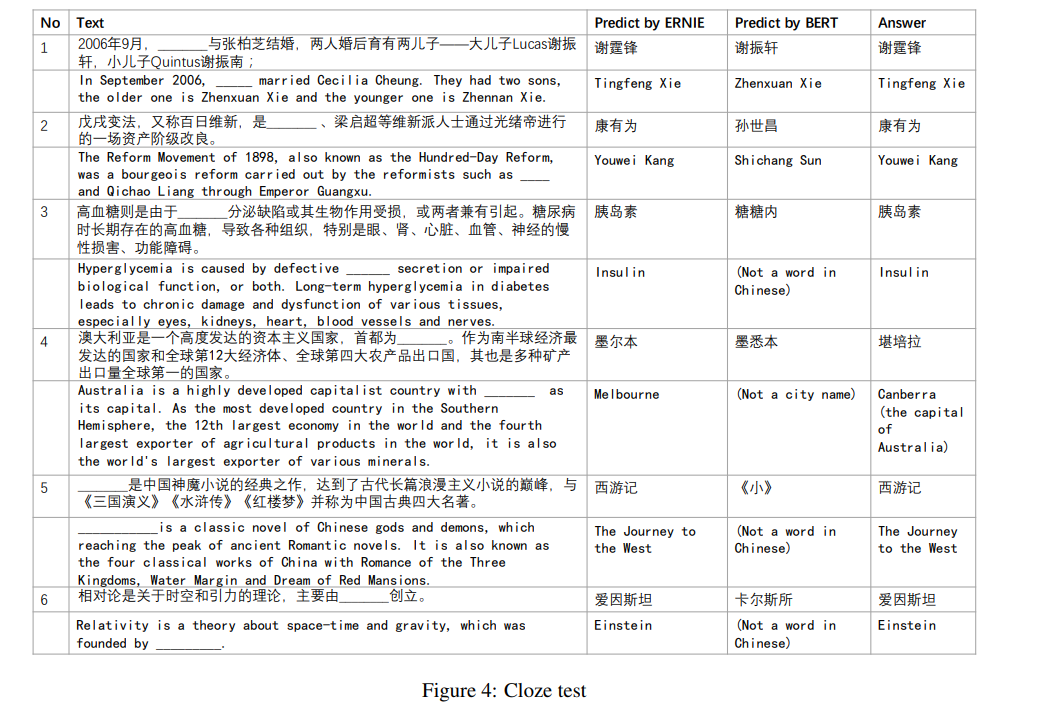 No Text Predict by ERNIE Predict by BERT Answer
1 2006年9月，_______与张柏芝结婚，两人婚后育有两儿子——大儿子Lucas谢振 谢霆锋 谢振轩 谢霆锋
轩，小儿子Quintus谢振南；
In September 2006, _____ married Cecilia Cheung. They had two sons, Tingfeng Xie Zhenxuan Xie Tingfeng Xie
the older one is Zhenxuan Xie and the younger one is Zhennan Xie.
2 戊戌变法，又称百日维新，是_______ 、梁启超等维新派人士通过光绪帝进行 康有为 孙世昌 康有为
的一场资产阶级改良。
The Reform Movement of 1898, also known as the Hundred-Day Reform, Youwei Kang Shichang Sun Youwei Kang
was a bourgeois reform carried out by the reformists such as ____
and Qichao Liang through Emperor Guangxu.
3 高血糖则是由于_______分泌缺陷或其生物作用受损，或两者兼有引起。糖尿病 胰岛素 糖糖内 胰岛素
时长期存在的高血糖，导致各种组织，特别是眼、肾、心脏、血管、神经的慢
性损害、功能障碍。
Hyperglycemia is caused by defective ______ secretion or impaired Insulin (Not a word in Insulin
biological function, or both. Long-term hyperglycemia in diabetes Chinese)
leads to chronic damage and dysfunction of various tissues,
especially eyes, kidneys, heart, blood vessels and nerves.
4 澳大利亚是一个高度发达的资本主义国家，首都为_______。作为南半球经济最 墨尔本 墨悉本 堪培拉
发达的国家和全球第12大经济体、全球第四大农产品出口国，其也是多种矿产
出口量全球第一的国家。
Australia is a highly developed capitalist country with _______ as Melbourne (Not a city name) Canberra
its capital. As the most developed country in the Southern (the capital
Hemisphere, the 12th largest economy in the world and the fourth of
largest exporter of agricultural products in the world, it is also Australia)
the world's largest exporter of various minerals.
5 _______是中国神魔小说的经典之作，达到了古代长篇浪漫主义小说的巅峰，与 西游记 《小》 西游记
《三国演义》《水浒传》《红楼梦》并称为中国古典四大名著。
___________is a classic novel of Chinese gods and demons, which The Journey to (Not a word in The Journey
reaching the peak of ancient Romantic novels. It is also known as the West Chinese) to the West
the four classical works of China with Romance of the Three
Kingdoms, Water Margin and Dream of Red Mansions.
6 相对论是关于时空和引力的理论，主要由_______创立。 爱因斯坦 卡尔斯所 爱因斯坦
Relativity is a theory about space-time and gravity, which was Einstein (Not a word in Einstein
founded by _________. Chinese)
Figure 4: Cloze test